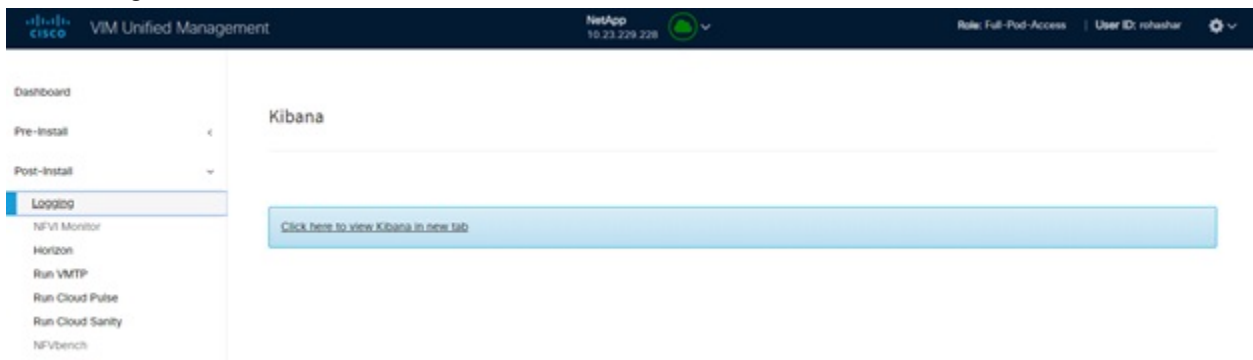 CISCO VIM Unified Management
NetApp
10.23.229.228
Role: Full-Pod-Access | User ID: rohashar
Dashboard
Pre-Install
Post-Install
Logging
NFVI Monitor
Horizon
Run VMTP
Run Cloud Pulse
Run Cloud Sanity
NFVbench
Kibana
Click here to view Kibana in new tab